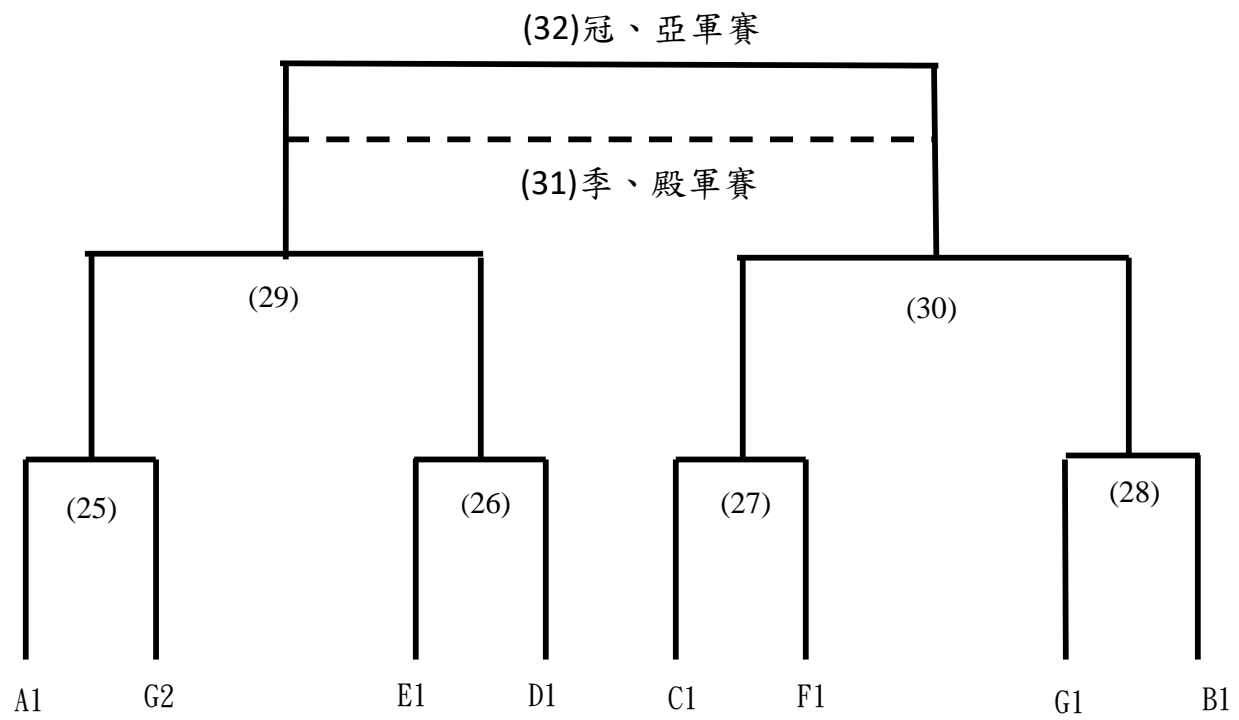 (32)冠、亞軍賽
(31)季、殿軍賽
(29)
(30)
(25)
(26)
(27)
(28)
A1
G2
E1
D1
C1
F1
G1
B1